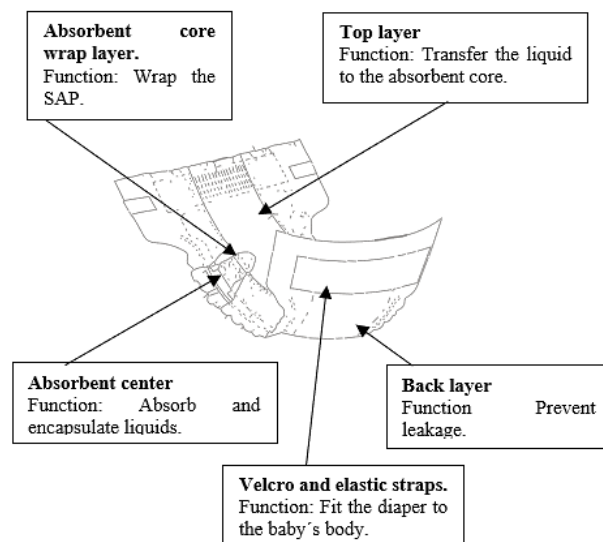 Absorbent core
wrap layer.
Function: Wrap the
SAP.
Top layer
Function: Transfer the liquid
to the absorbent core.
Absorbent center
Function: Absorb and
encapsulate liquids.
Back layer
Function Prevent
leakage.
Velcro and elastic straps.
Function: Fit the diaper to
the baby´s body.